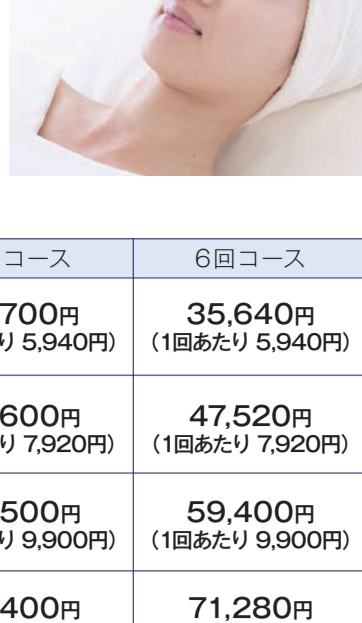 コース
6回コース
700円
り 5,940円)
35,640円
(1回あたり 5,940円)
600円
り 7,920円)
47,520円
(1回あたり 7,920円)
500円
り 9,900円)
59,400円
(1回あたり 9,900円)
400円
71,280円